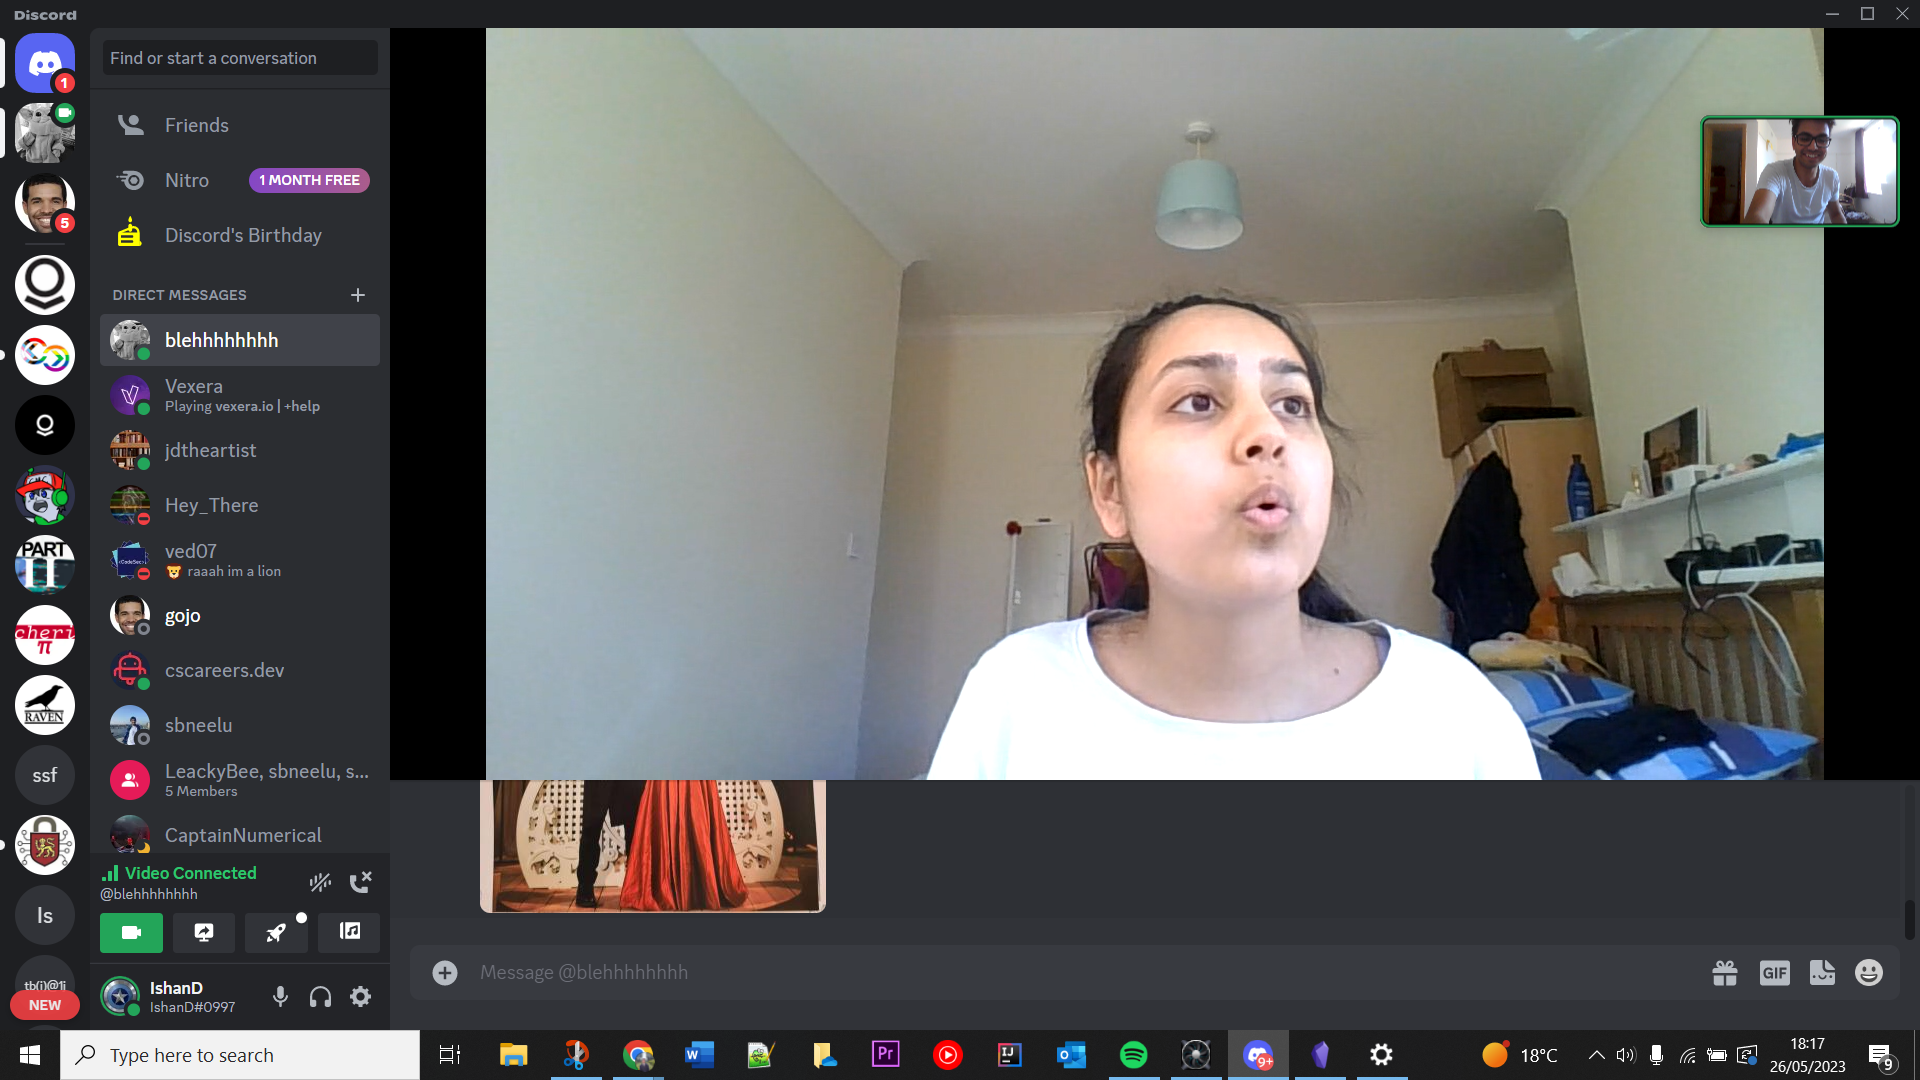 Discord
1
5
PART
II
cheri
π
RAVEN
ssf
ls
NEW
Find or start a conversation
Friends
Nitro
1 MONTH FREE
Discord's Birthday
DIRECT MESSAGES
blehhhhhhhh
Vexera
Playing vexera.io | +help
jdtheartist
Hey_There
ved07
raaah im a lion
gojo
cscareers.dev
sbneelu
LeackyBee, sbneelu, s...
5 Members
CaptainNumerical
Video Connected
@blehhhhhhhh
IshanD
IshanD#0997
Message @blehhhhhhhh
GIF
Type here to search
W
Pr
IJ
9+
18°C
18:17
26/05/2023
9